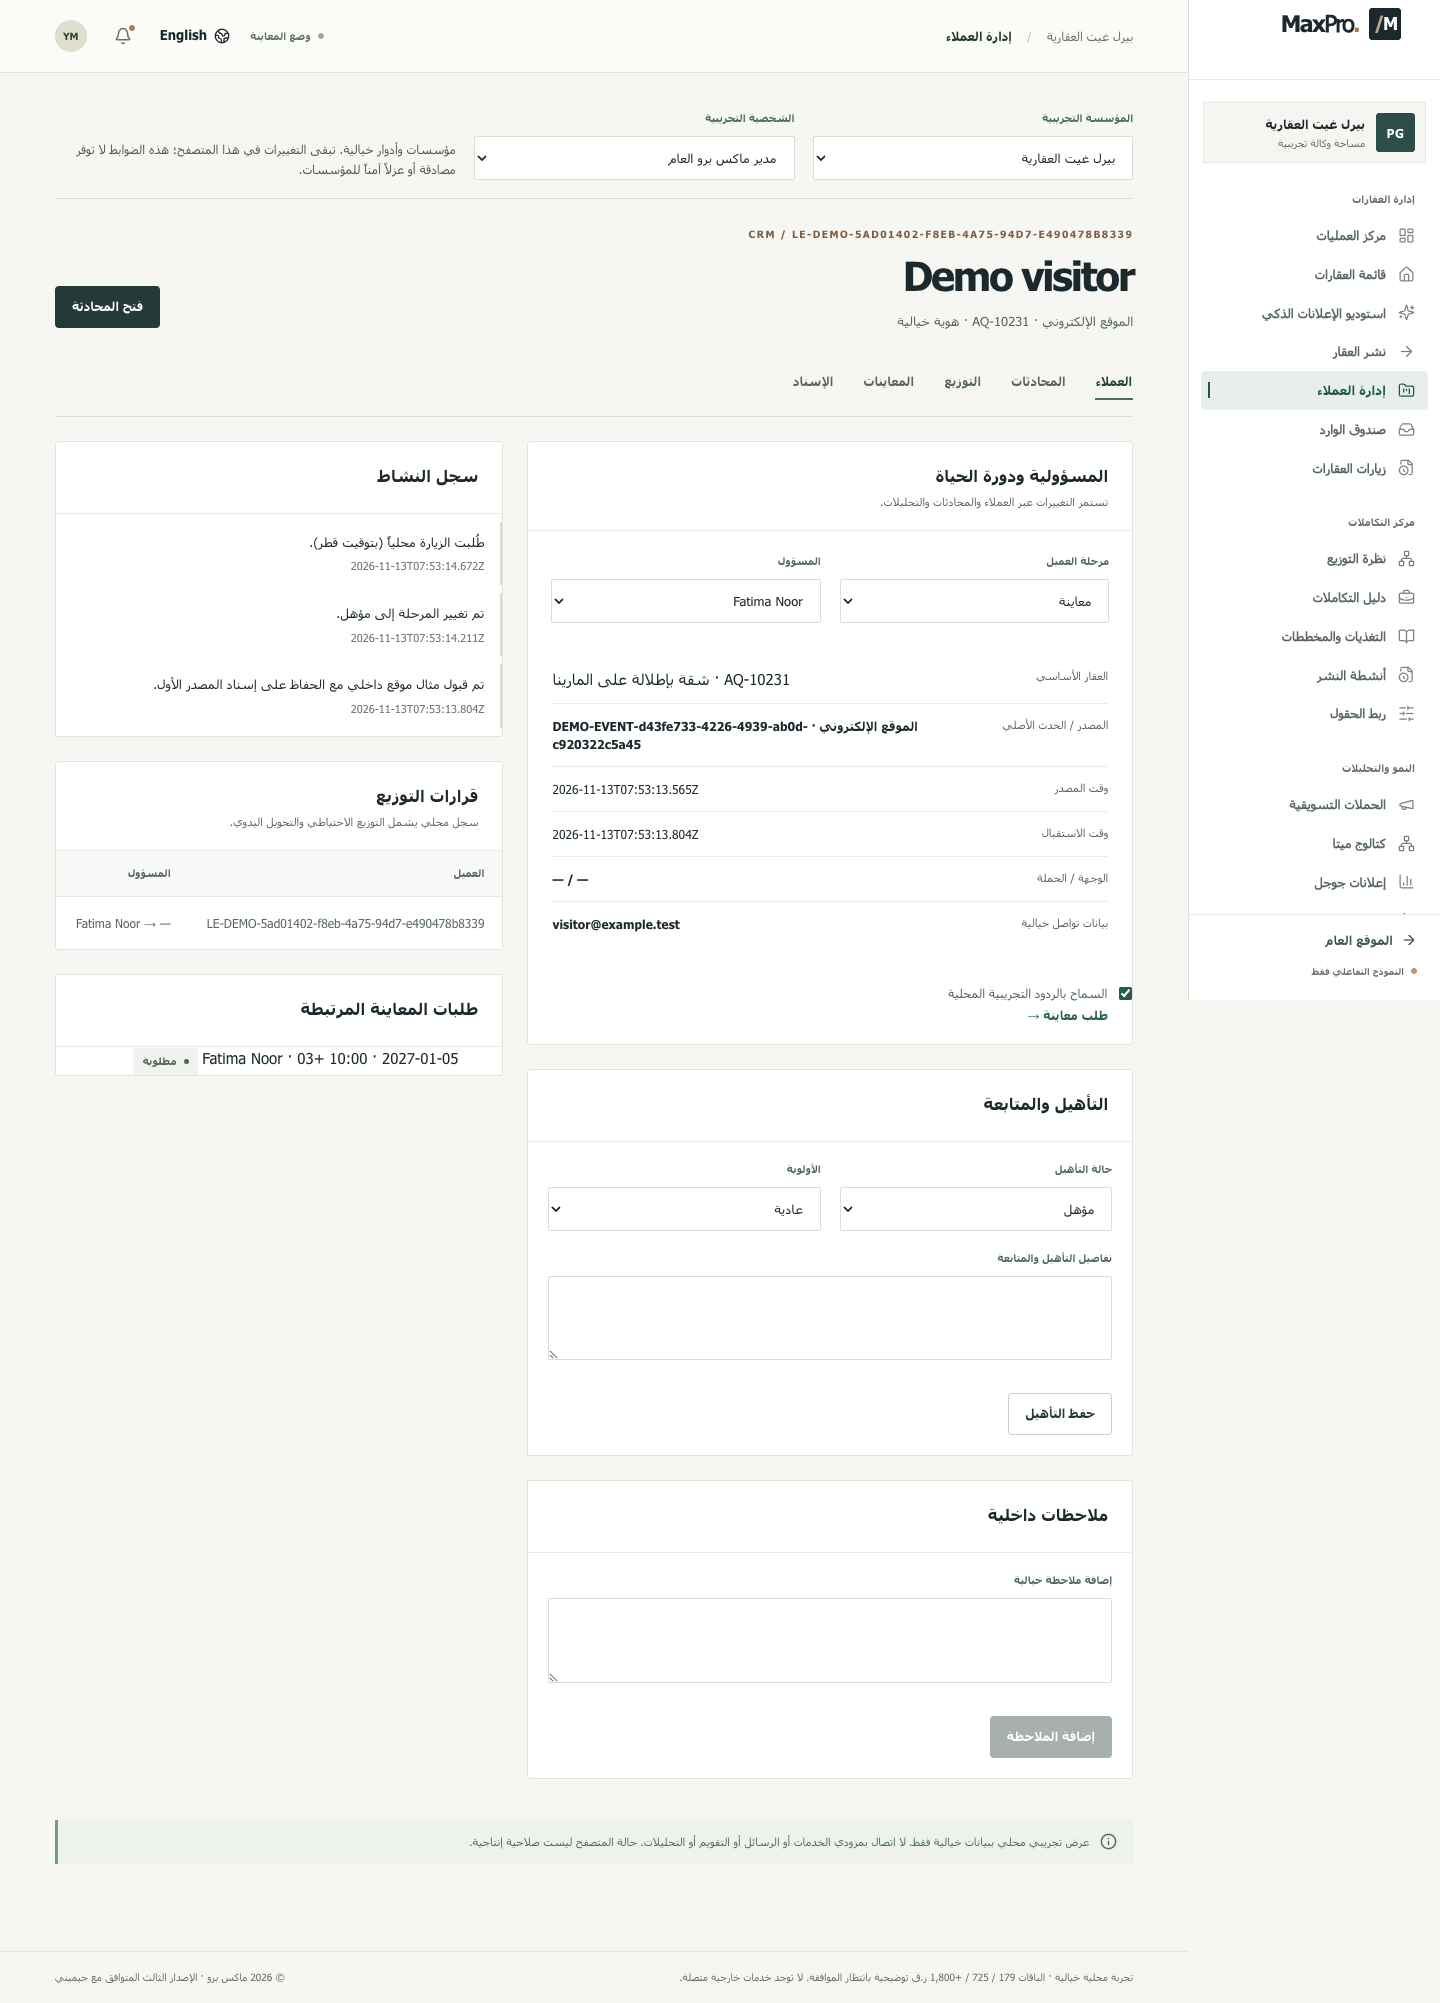 MaxPro.
/M
PG
بيرل غيت العقارية
مساحة وكالة تجريبية
إدارة العقارات
مركز العمليات
قائمة العقارات
استوديو الإعلانات الذكي
نشر العقار
إدارة العملاء
صندوق الوارد
زيارات العقارات
مركز التكاملات
نظرة التوزيع
دليل التكاملات
التغذيات والمخططات
أنشطة النشر
ربط الحقول
النمو والتحليلات
الحملات التسويقية
كتالوج ميتا
إعلانات جوجل
الموقع العام
النموذج التفاعلي فقط
بيرل غيت العقارية / إدارة العملاء
وضع المعاينة
English
YM
المؤسسة التجريبية
بيرل غيت العقارية
الشخصية التجريبية
مدير ماكس برو العام
مؤسسات وأدوار خيالية. تبقى التغييرات في هذا المتصفح؛ هذه الضوابط لا توفر
مصادقة أو عزلاً آمناً للمؤسسات.
CRM / LE-DEMO-5AD01402-F8EB-4A75-94D7-E490478B8339
Demo visitor
الموقع الإلكتروني · AQ-10231 · هوية خيالية
فتح المحادثة
العملاء
المحادثات
التوزيع
المعاينات
الإسناد
المسؤولية ودورة الحياة
تستمر التغييرات عبر العملاء والمحادثات والتحليلات.
مرحلة العميل
معاينة
المسؤول
Fatima Noor
العقار الأساسي
AQ-10231 · شقة بإطلالة على المارينا
المصدر / الحدث الأصلي
الموقع الإلكتروني · DEMO-EVENT-d43fe733-4226-4939-ab0d-
c920322c5a45
وقت المصدر
2026-11-13T07:53:13.565Z
وقت الاستقبال
2026-11-13T07:53:13.804Z
الوجهة / الحملة
— / —
بيانات تواصل خيالية
visitor@example.test
السماح بالردود التجريبية المحلية
طلب معاينة →
التأهيل والمتابعة
حالة التأهيل
مؤهل
الأولوية
عادية
تفاصيل التأهيل والمتابعة
حفظ التأهيل
ملاحظات داخلية
إضافة ملاحظة خيالية
إضافة الملاحظة
سجل النشاط
طُلبت الزيارة محلياً (بتوقيت قطر).
2026-11-13T07:53:14.672Z
تم تغيير المرحلة إلى مؤهل.
2026-11-13T07:53:14.211Z
تم قبول مثال موقع داخلي مع الحفاظ على إسناد المصدر الأول.
2026-11-13T07:53:13.804Z
قرارات التوزيع
سجل محلي يشمل التوزيع الاحتياطي والتحويل اليدوي.
العميل
المسؤول
LE-DEMO-5ad01402-f8eb-4a75-94d7-e490478b8339
Fatima Noor → —
طلبات المعاينة المرتبطة
2027-01-05 · 10:00 +03 · Fatima Noor
مطلوبة
عرض تجريبي محلي ببيانات خيالية فقط. لا اتصال بمزودي الخدمات أو الرسائل أو التقويم أو التحليلات. حالة المتصفح ليست صلاحية إنتاجية.
تجربة محلية خيالية · الباقات 179 / 725 / +1,800 ر.ق توضيحية بانتظار الموافقة. لا توجد خدمات خارجية متصلة.
© 2026 ماكس برو · الإصدار الثالث المتوافق مع جيميني